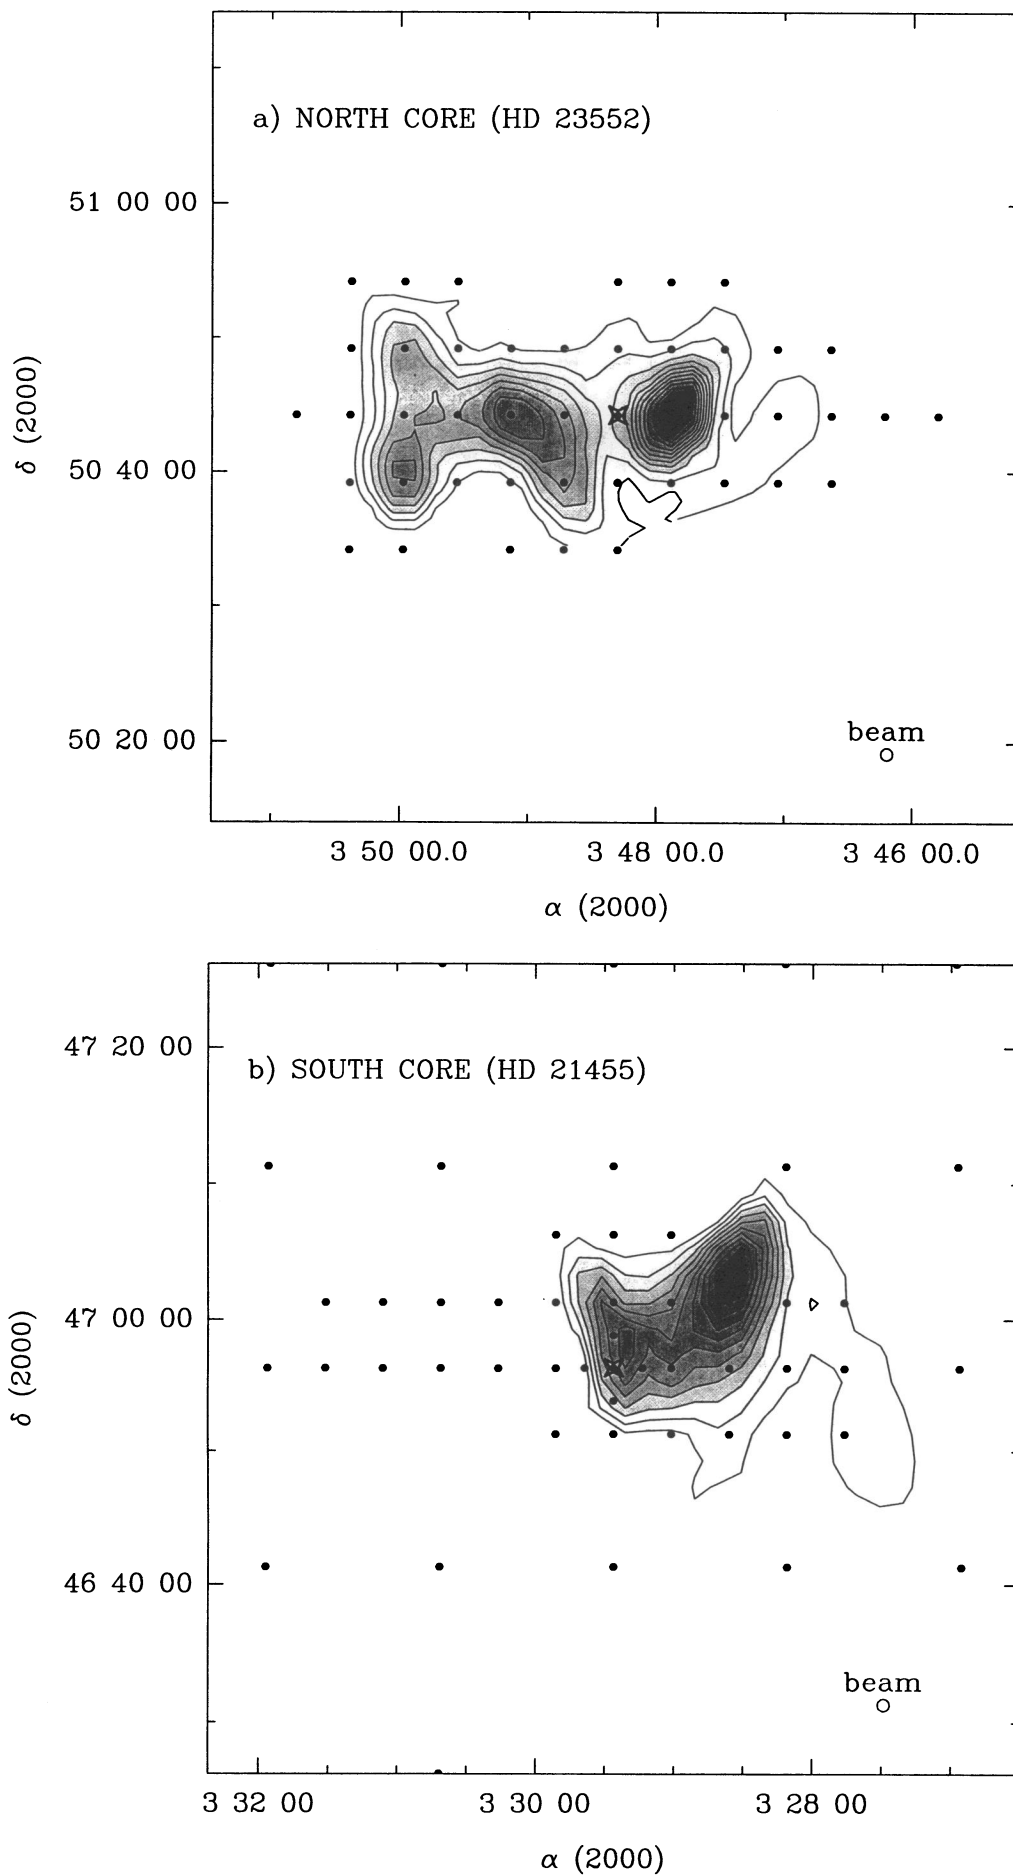 a) NORTH CORE (HD 23552)
51 00 00
δ (2000)
50 40 00
50 20 00
beam
3 50 00.0
3 48 00.0
3 46 00.0
α (2000)
47 20 00
b) SOUTH CORE (HD 21455)
47 00 00
δ (2000)
46 40 00
beam
3 32 00
3 30 00
3 28 00
α (2000)